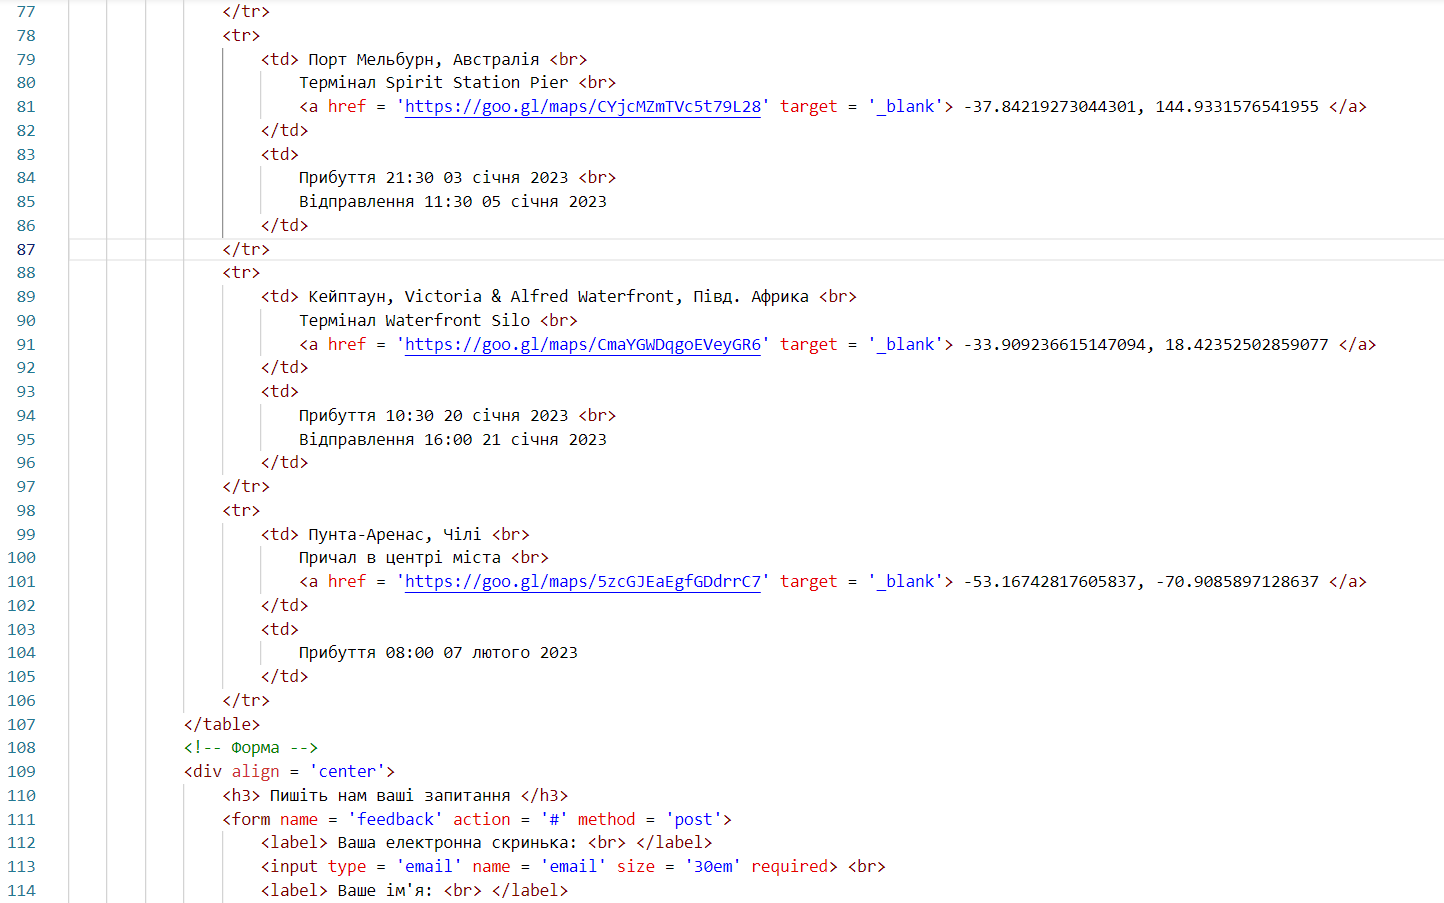 77 </tr>
78 <tr>
79 <td> Порт Мельбурн, Австралія <br>
80 Термінал Spirit Station Pier <br>
81 <a href = 'https://goo.gl/maps/CYjcMZmTVc5t79L28' target = '_blank'> -37.84219273044301, 144.9331576541955 </a>
82 </td>
83 <td>
84 Прибуття 21:30 03 січня 2023 <br>
85 Відправлення 11:30 05 січня 2023
86 </td>
87 </tr>
88 <tr>
89 <td> Кейптаун, Victoria & Alfred Waterfront, Півд. Африка <br>
90 Термінал Waterfront Silo <br>
91 <a href = 'https://goo.gl/maps/CmaYGWDqgoEVeyGR6' target = '_blank'> -33.909236615147094, 18.42352502859077 </a>
92 </td>
93 <td>
94 Прибуття 10:30 20 січня 2023 <br>
95 Відправлення 16:00 21 січня 2023
96 </td>
97 </tr>
98 <tr>
99 <td> Пунта-Аренас, Чілі <br>
100 Причал в центрі міста <br>
101 <a href = 'https://goo.gl/maps/5zcGJEaEgfGDdrrC7' target = '_blank'> -53.16742817605837, -70.9085897128637 </a>
102 </td>
103 <td>
104 Прибуття 08:00 07 лютого 2023
105 </td>
106 </tr>
107 </table>
108 <!-- Форма -->
109 <div align = 'center'>
110 <h3> Пишіть нам ваші запитання </h3>
111 <form name = 'feedback' action = '#' method = 'post'>
112 <label> Ваша електронна скринька: <br> </label>
113 <input type = 'email' name = 'email' size = '30em' required> <br>
114 <label> Ваше ім'я: <br> </label>